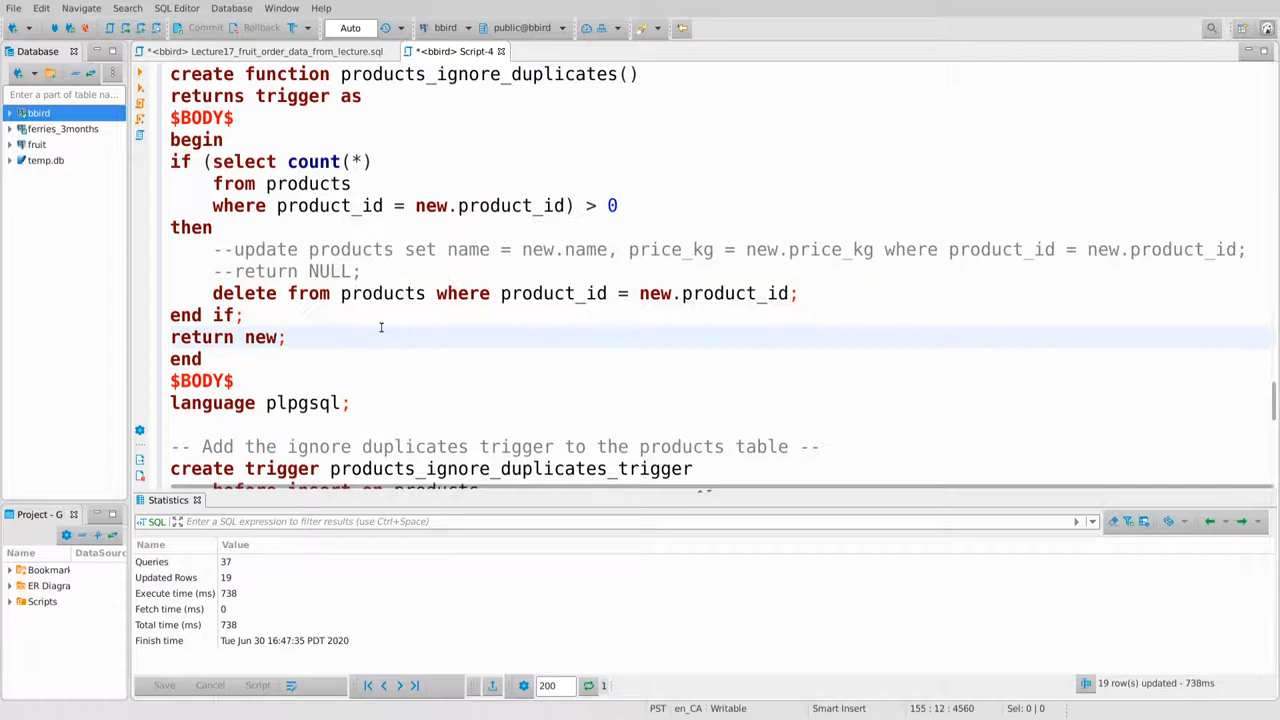 File Edit Navigate Search SQL Editor Database Window Help
Commit Rollback Auto bbird public@bbird
Database *<bbird> Lecture17_fruit_order_data_from_lecture.sql *<bbird> Script-4
Enter a part of table na...
bbird
ferries_3months
fruit
temp.db
create function products_ignore_duplicates()
returns trigger as
$BODY$
begin
if (select count(*)
from products
where product_id = new.product_id) > 0
then
--update products set name = new.name, price_kg = new.price_kg where product_id = new.product_id;
--return NULL;
delete from products where product_id = new.product_id;
end if;
return new;
end
$BODY$
language plpgsql;
-- Add the ignore duplicates trigger to the products table --
create trigger products_ignore_duplicates_trigger
before insert on products
Project - G
Name DataSourc
Bookmark
ER Diagra
Scripts
Statistics
SQL Enter a SQL expression to filter results (use Ctrl+Space)
Name Value
Queries 37
Updated Rows 19
Execute time (ms) 738
Fetch time (ms) 0
Total time (ms) 738
Finish time Tue Jun 30 16:47:35 PDT 2020
Save Cancel Script 200 1
19 row(s) updated - 738ms
PST en_CA Writable Smart Insert 155 : 12 : 4560 Sel: 0 | 0